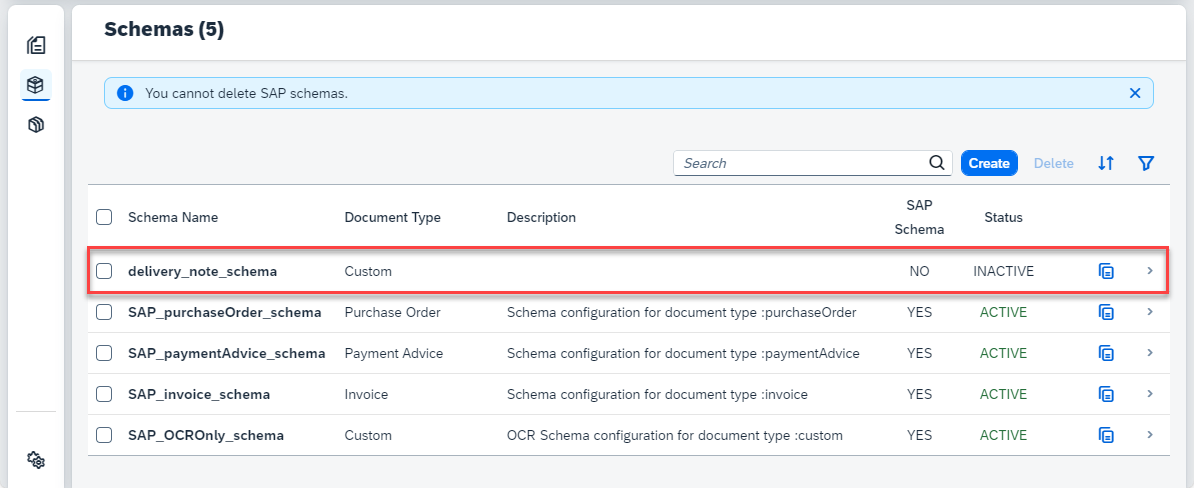 Schemas (5)
You cannot delete SAP schemas.
Search Create Delete
Schema Name Document Type Description SAP Schema Status
delivery_note_schema Custom NO INACTIVE
SAP_purchaseOrder_schema Purchase Order Schema configuration for document type :purchaseOrder YES ACTIVE
SAP_paymentAdvice_schema Payment Advice Schema configuration for document type :paymentAdvice YES ACTIVE
SAP_invoice_schema Invoice Schema configuration for document type :invoice YES ACTIVE
SAP_OCROnly_schema Custom OCR Schema configuration for document type :custom YES ACTIVE